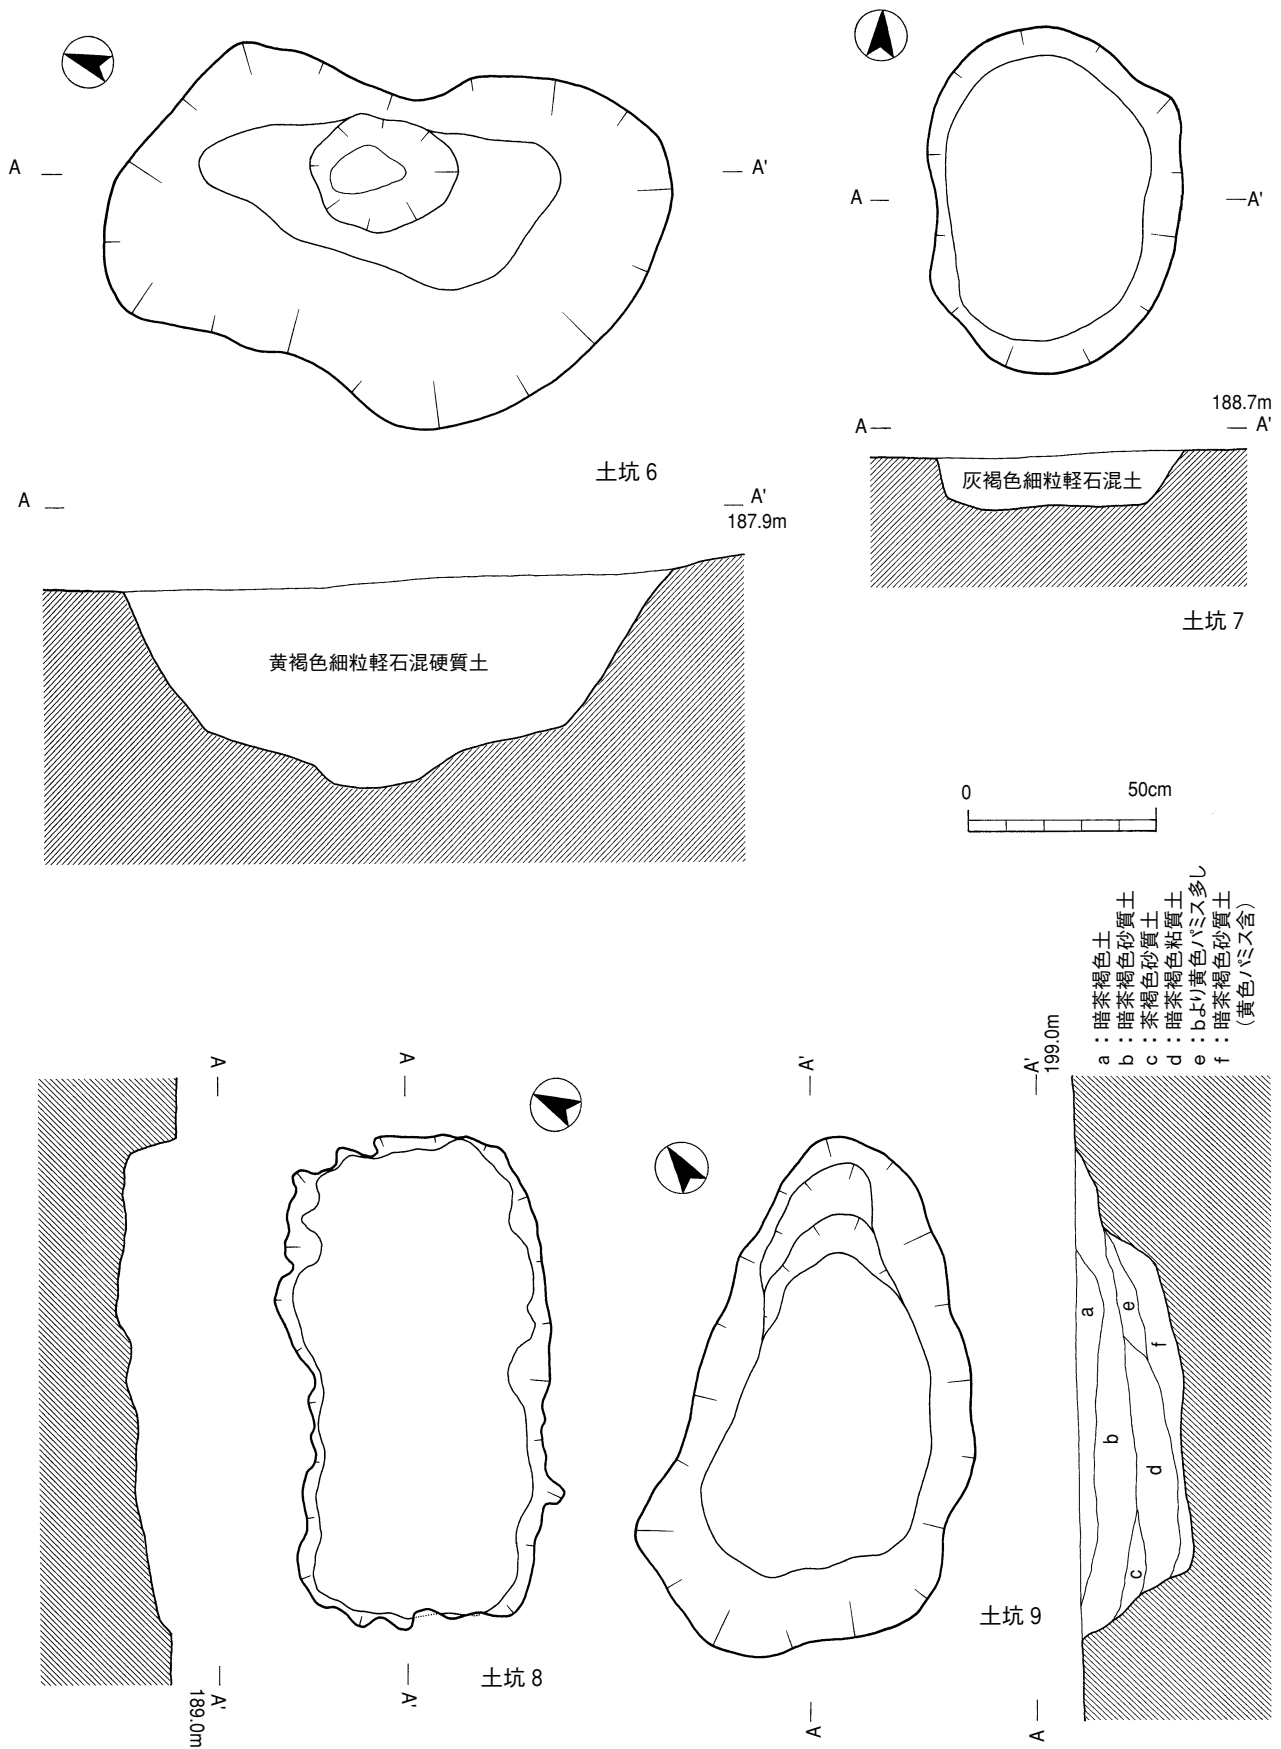 A
A'
A
A'
188.7m
A
A'
土坑 6
A
A'
187.9m
灰褐色細粒軽石混土
土坑 7
黄褐色細粒軽石混硬質土
0
50cm
a：暗茶褐色土
b：暗茶褐色砂質土
c：茶褐色砂質土
d：暗茶褐色粘質土
e：bより黄色パミス多し
f：暗茶褐色砂質土
（黄色パミス含）
A
A
A'
A'
199.0m
a
e
f
b
d
c
土坑 9
土坑 8
A'
189.0m
A'
A
A